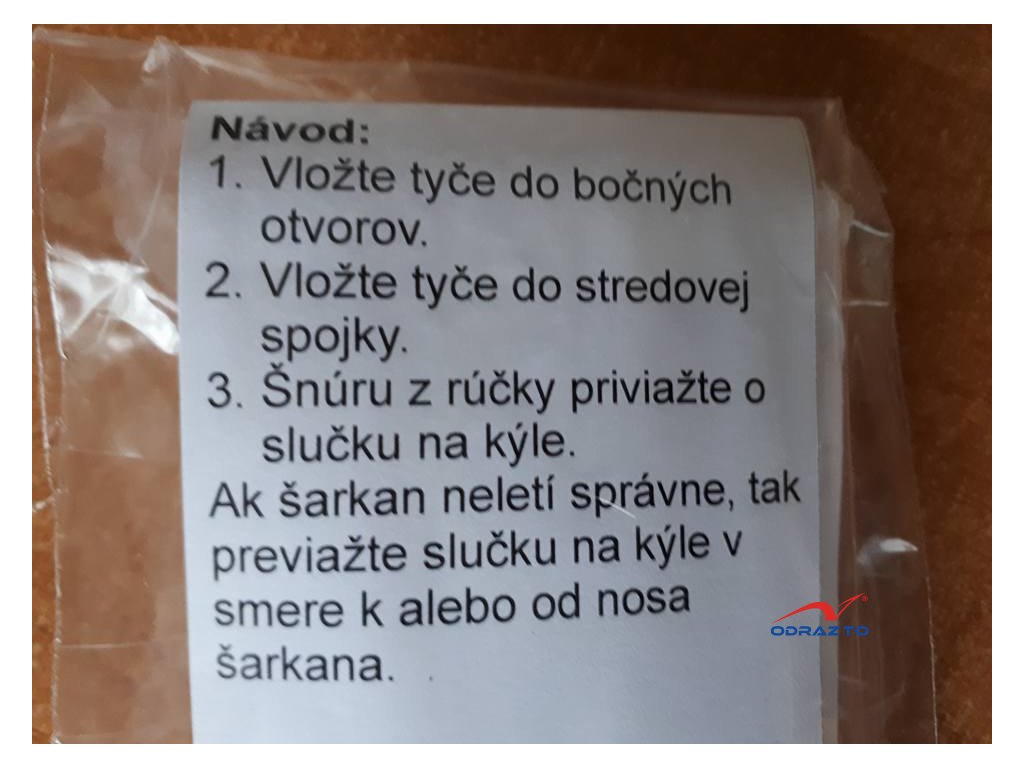 Návod:
1. Vložte tyče do bočných
otvorov.
2. Vložte tyče do stredovej
spojky.
3. Šnúru z rúčky priviažte o
slučku na kýle.
Ak šarkan neletí správne, tak
previažte slučku na kýle v
smere k alebo od nosa
šarkana.
ODRAZ TO